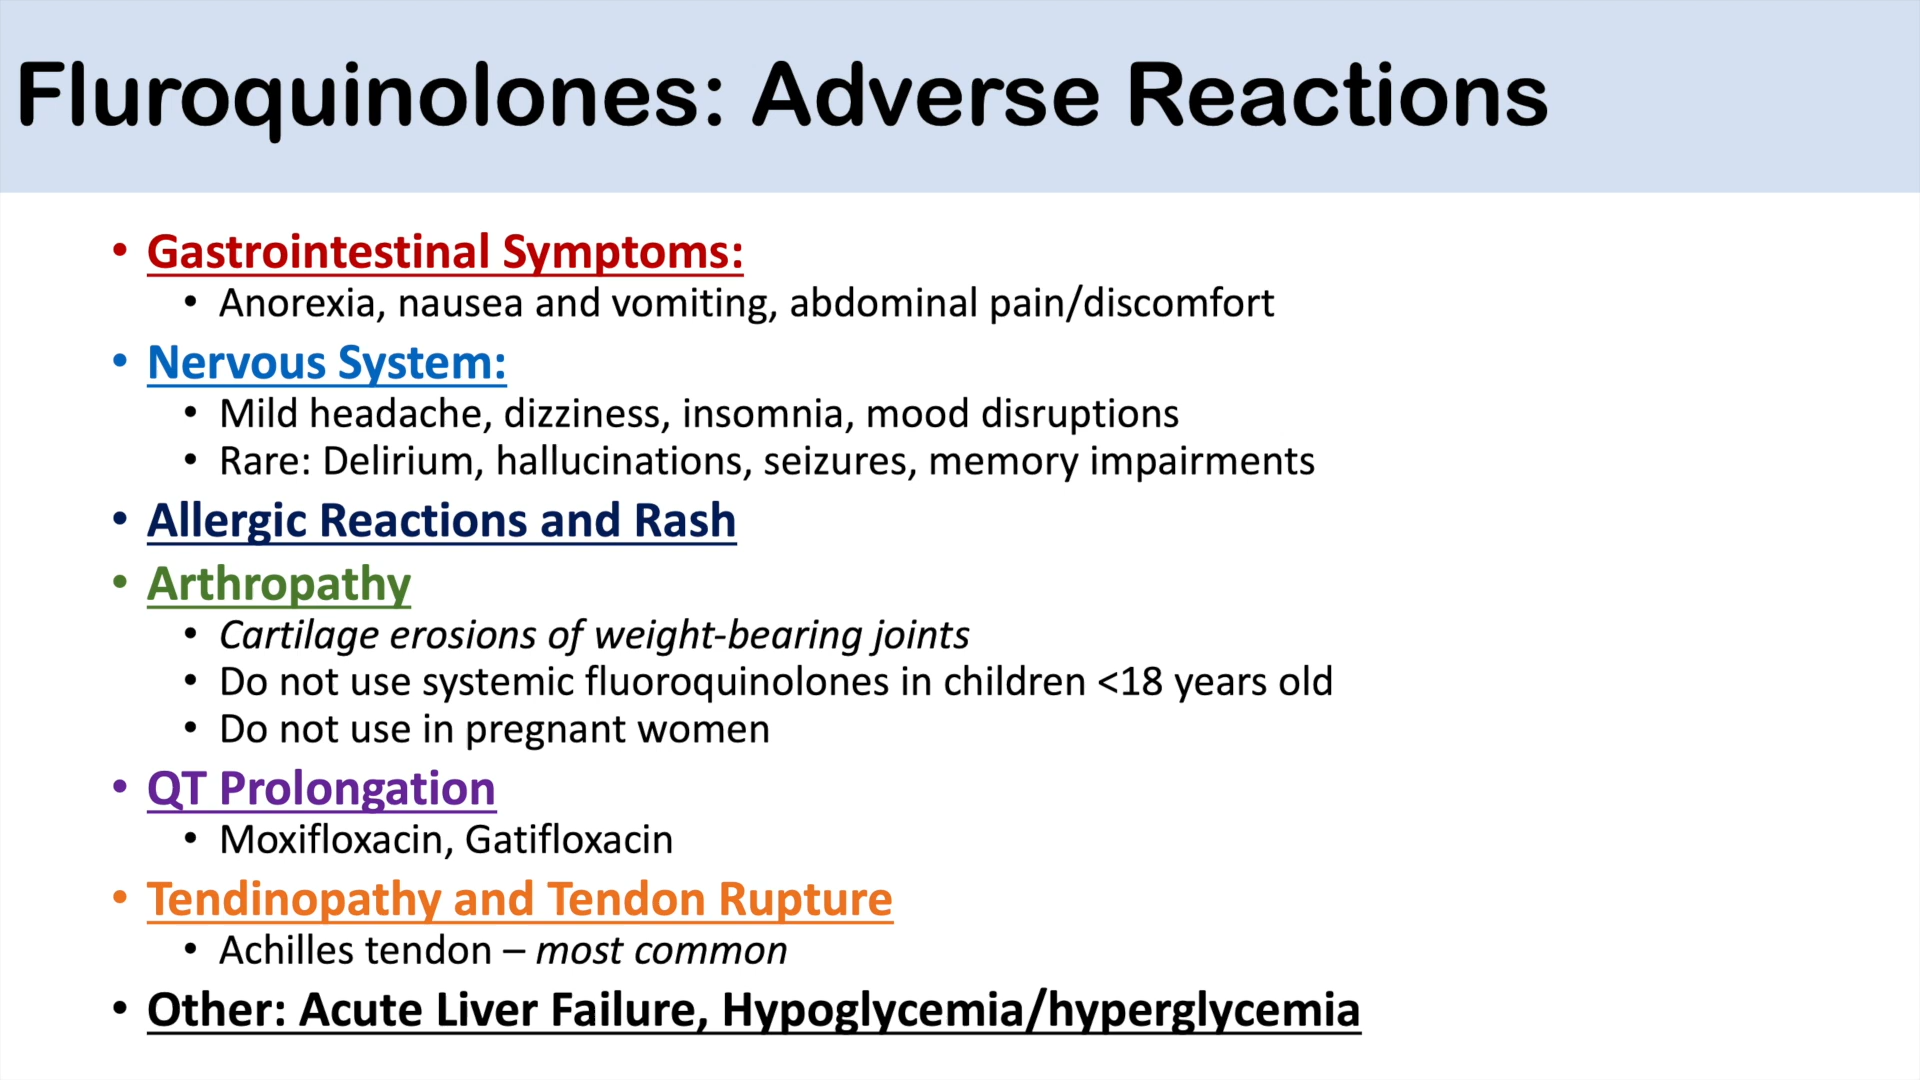 Fluroquinolones: Adverse Reactions
• Gastrointestinal Symptoms:
• Anorexia, nausea and vomiting, abdominal pain/discomfort
• Nervous System:
• Mild headache, dizziness, insomnia, mood disruptions
• Rare: Delirium, hallucinations, seizures, memory impairments
• Allergic Reactions and Rash
• Arthropathy
• Cartilage erosions of weight-bearing joints
• Do not use systemic fluoroquinolones in children <18 years old
• Do not use in pregnant women
• QT Prolongation
• Moxifloxacin, Gatifloxacin
• Tendinopathy and Tendon Rupture
• Achilles tendon – most common
• Other: Acute Liver Failure, Hypoglycemia/hyperglycemia